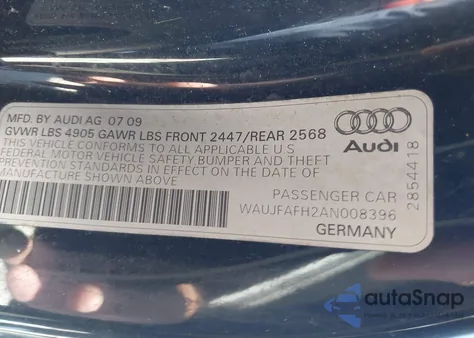 MFD. BY AUDI AG 07 09
GVWR LBS 4905 GAWR LBS FRONT 2447/REAR 2568
THIS VEHICLE CONFORMS TO ALL APPLICABLE U.S
FEDERAL MOTOR VEHICLE SAFETY BUMPER AND THEFT
PREVENTION STANDARDS IN EFFECT ON THE DATE OF
MANUFACTURE SHOWN ABOVE.
Audi
2854418
PASSENGER CAR
WAUJFAFH2AN008396
GERMANY
autoSnap